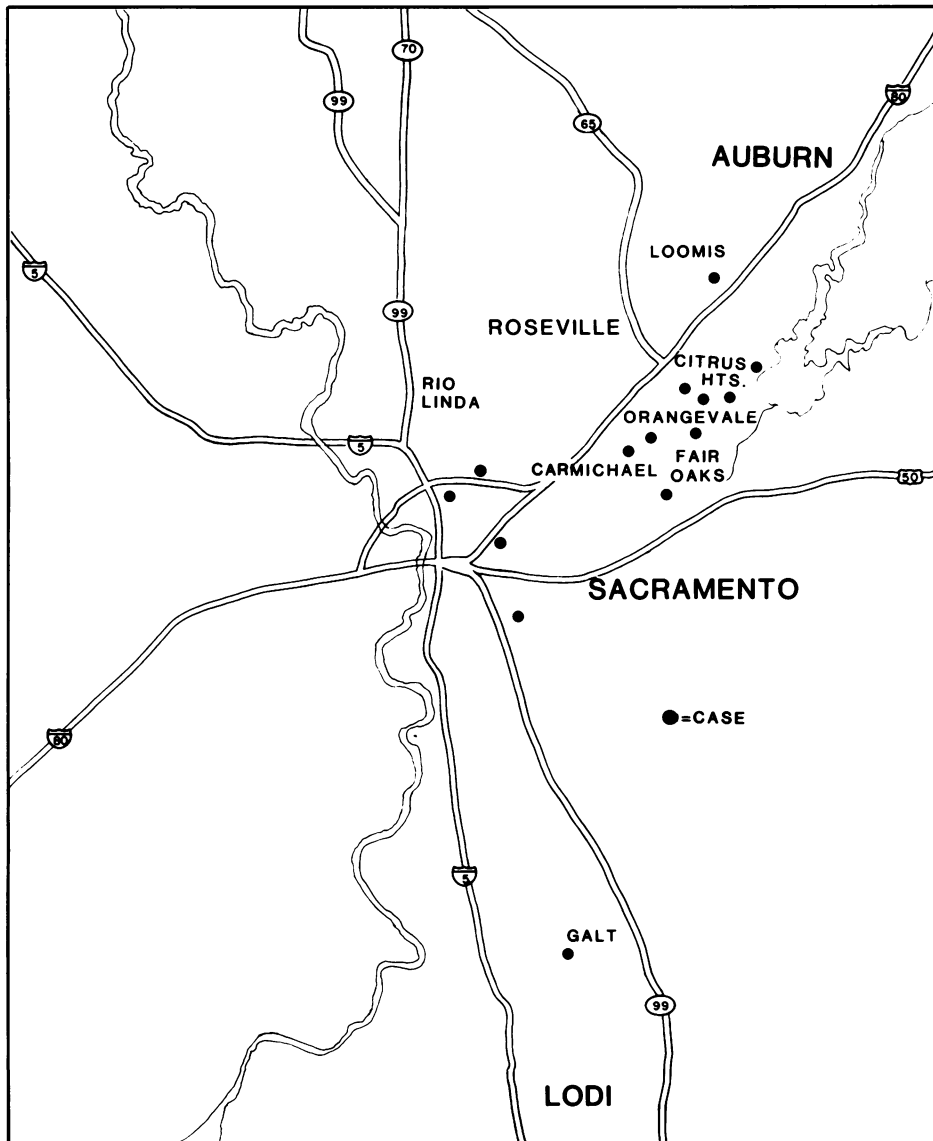 70
99
80
65
AUBURN
LOOMIS
5
99
ROSEVILLE
CITRUS
HTS.
RIO
LINDA
ORANGEVALE
5
CARMICHAEL
FAIR
OAKS
50
SACRAMENTO
=CASE
80
5
GALT
99
LODI